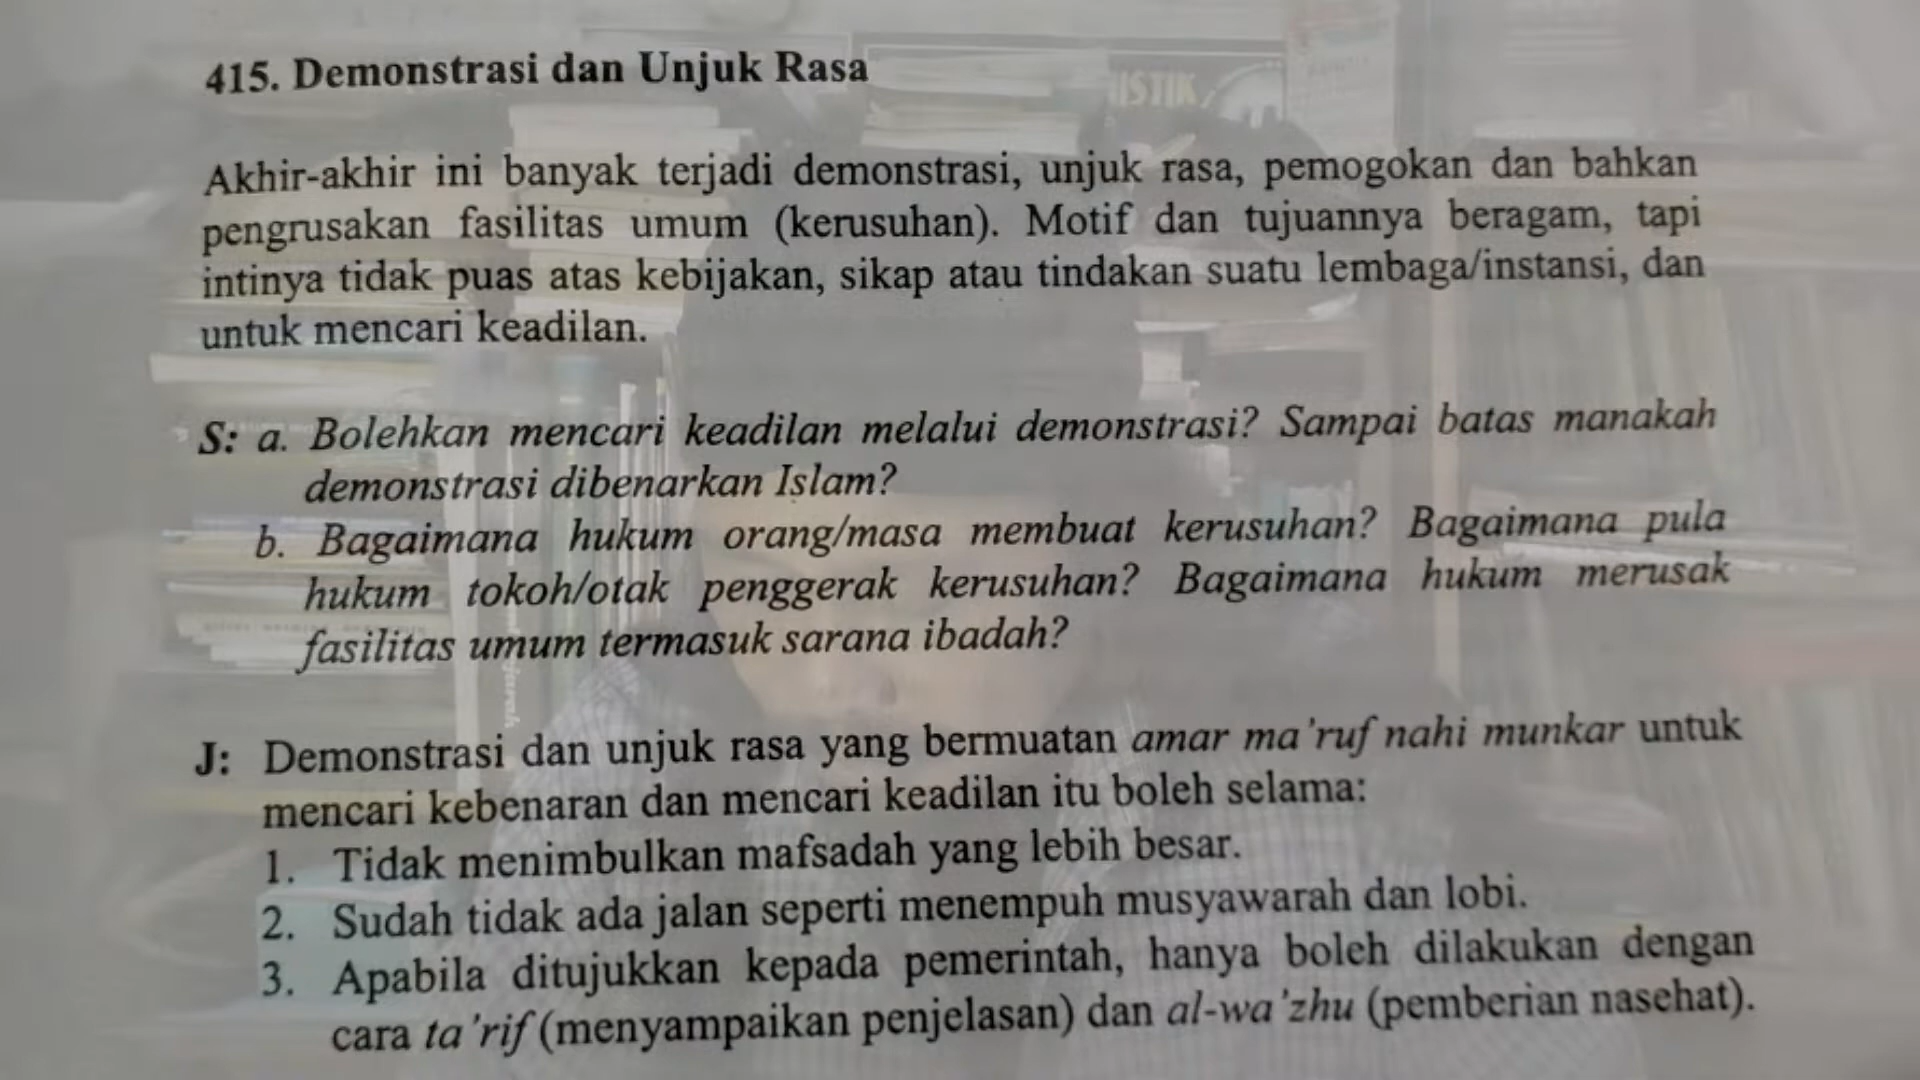 415. Demonstrasi dan Unjuk Rasa
Akhir-akhir ini banyak terjadi demonstrasi, unjuk rasa, pemogokan dan bahkan
pengrusakan fasilitas umum (kerusuhan). Motif dan tujuannya beragam, tapi
intinya tidak puas atas kebijakan, sikap atau tindakan suatu lembaga/instansi, dan
untuk mencari keadilan.
S: a. Bolehkan mencari keadilan melalui demonstrasi? Sampai batas manakah
demonstrasi dibenarkan Islam?
b. Bagaimana hukum orang/masa membuat kerusuhan? Bagaimana pula
hukum tokoh/otak penggerak kerusuhan? Bagaimana hukum merusak
fasilitas umum termasuk sarana ibadah?
J: Demonstrasi dan unjuk rasa yang bermuatan amar ma'ruf nahi munkar untuk
mencari kebenaran dan mencari keadilan itu boleh selama:
1. Tidak menimbulkan mafsadah yang lebih besar.
2. Sudah tidak ada jalan seperti menempuh musyawarah dan lobi.
3. Apabila ditujukkan kepada pemerintah, hanya boleh dilakukan dengan
cara ta'rif (menyampaikan penjelasan) dan al-wa'zhu (pemberian nasehat).